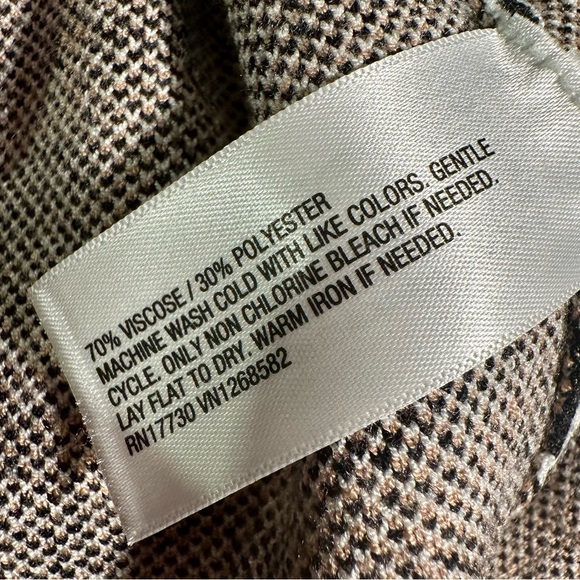 70% VISCOSE / 30% POLYESTER
MACHINE WASH COLD WITH LIKE COLORS. GENTLE
CYCLE. ONLY NON CHLORINE BLEACH IF NEEDED.
LAY FLAT TO DRY. WARM IRON IF NEEDED.
RN17730 VN1268582